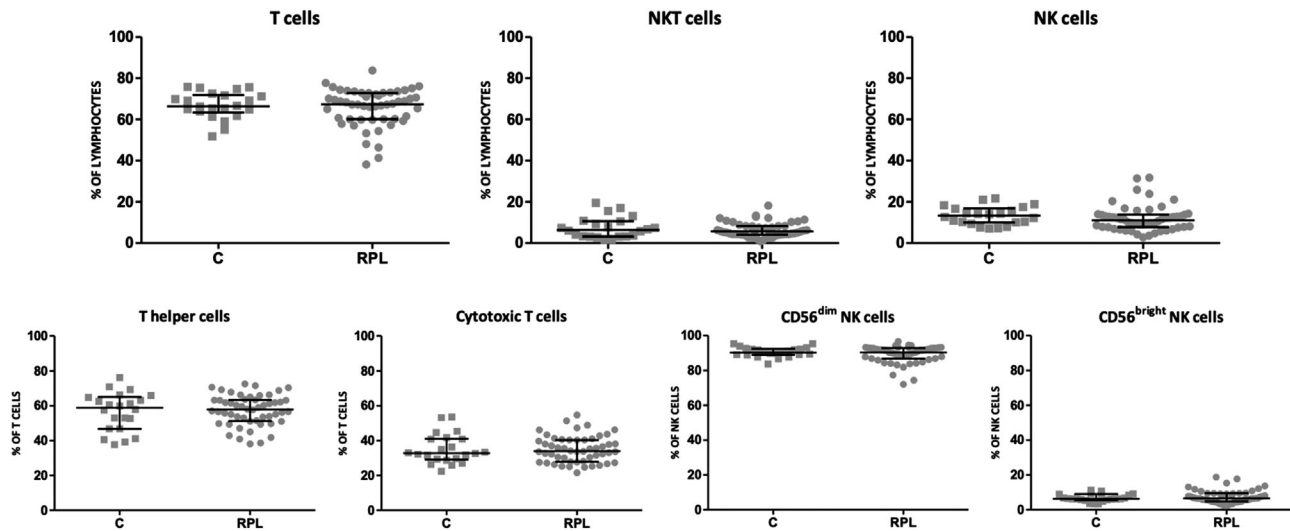 T cells
% OF LYMPHOCYTES
100
80
60
40
20
0
C RPL
NKT cells
% OF LYMPHOCYTES
100
80
60
40
20
0
C RPL
NK cells
% OF LYMPHOCYTES
100
80
60
40
20
0
C RPL
T helper cells
% OF T CELLS
100
80
60
40
20
0
C RPL
Cytotoxic T cells
% OF T CELLS
100
80
60
40
20
0
C RPL
CD56dim NK cells
% OF NK CELLS
100
80
60
40
20
0
C RPL
CD56bright NK cells
% OF NK CELLS
100
80
60
40
20
0
C RPL